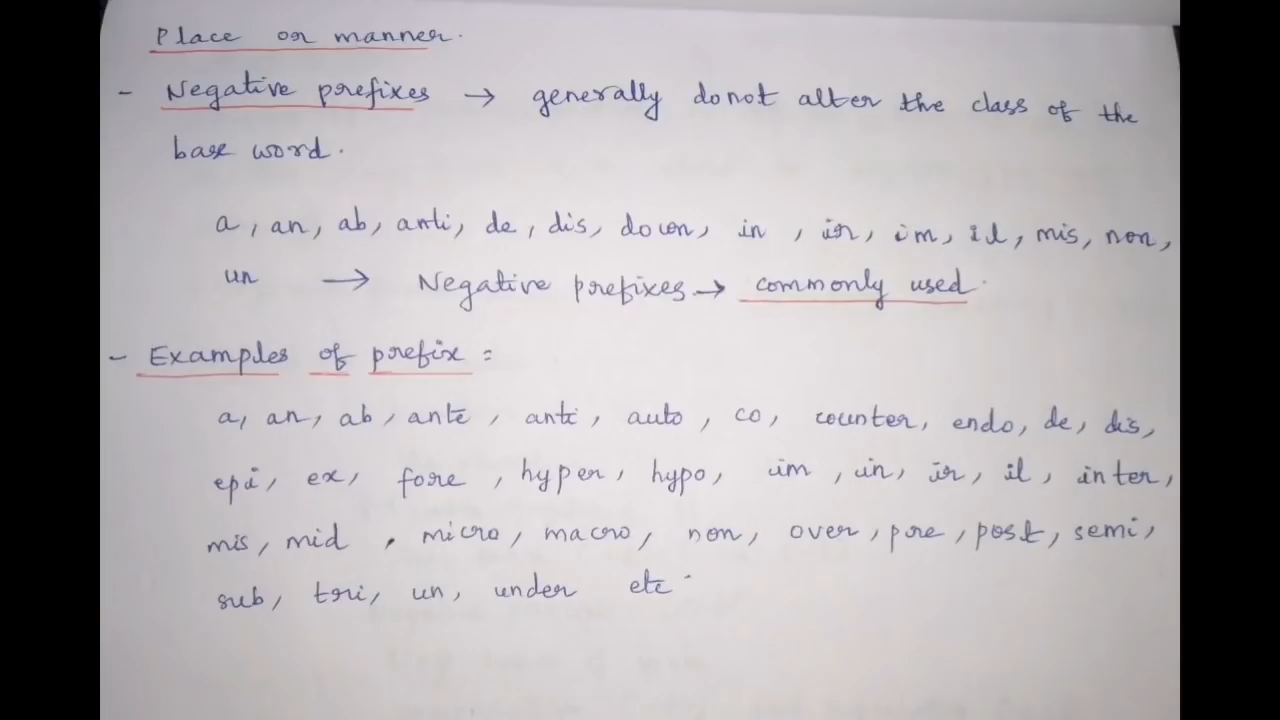 Place or manner.
- Negative prefixes → generally donot alter the class of the
base word.
a, an, ab, anti, de, dis, down, in, ir, im, il, mis, non,
un → Negative prefixes → commonly used.
- Examples of prefix =
a, an, ab, ante, anti, auto, co, counter, endo, de, dis,
epi, ex, fore, hyper, hypo, im, in, ir, il, inter,
mis, mid, micro, macro, non, over, pre, post, semi,
sub, tri, un, under etc.